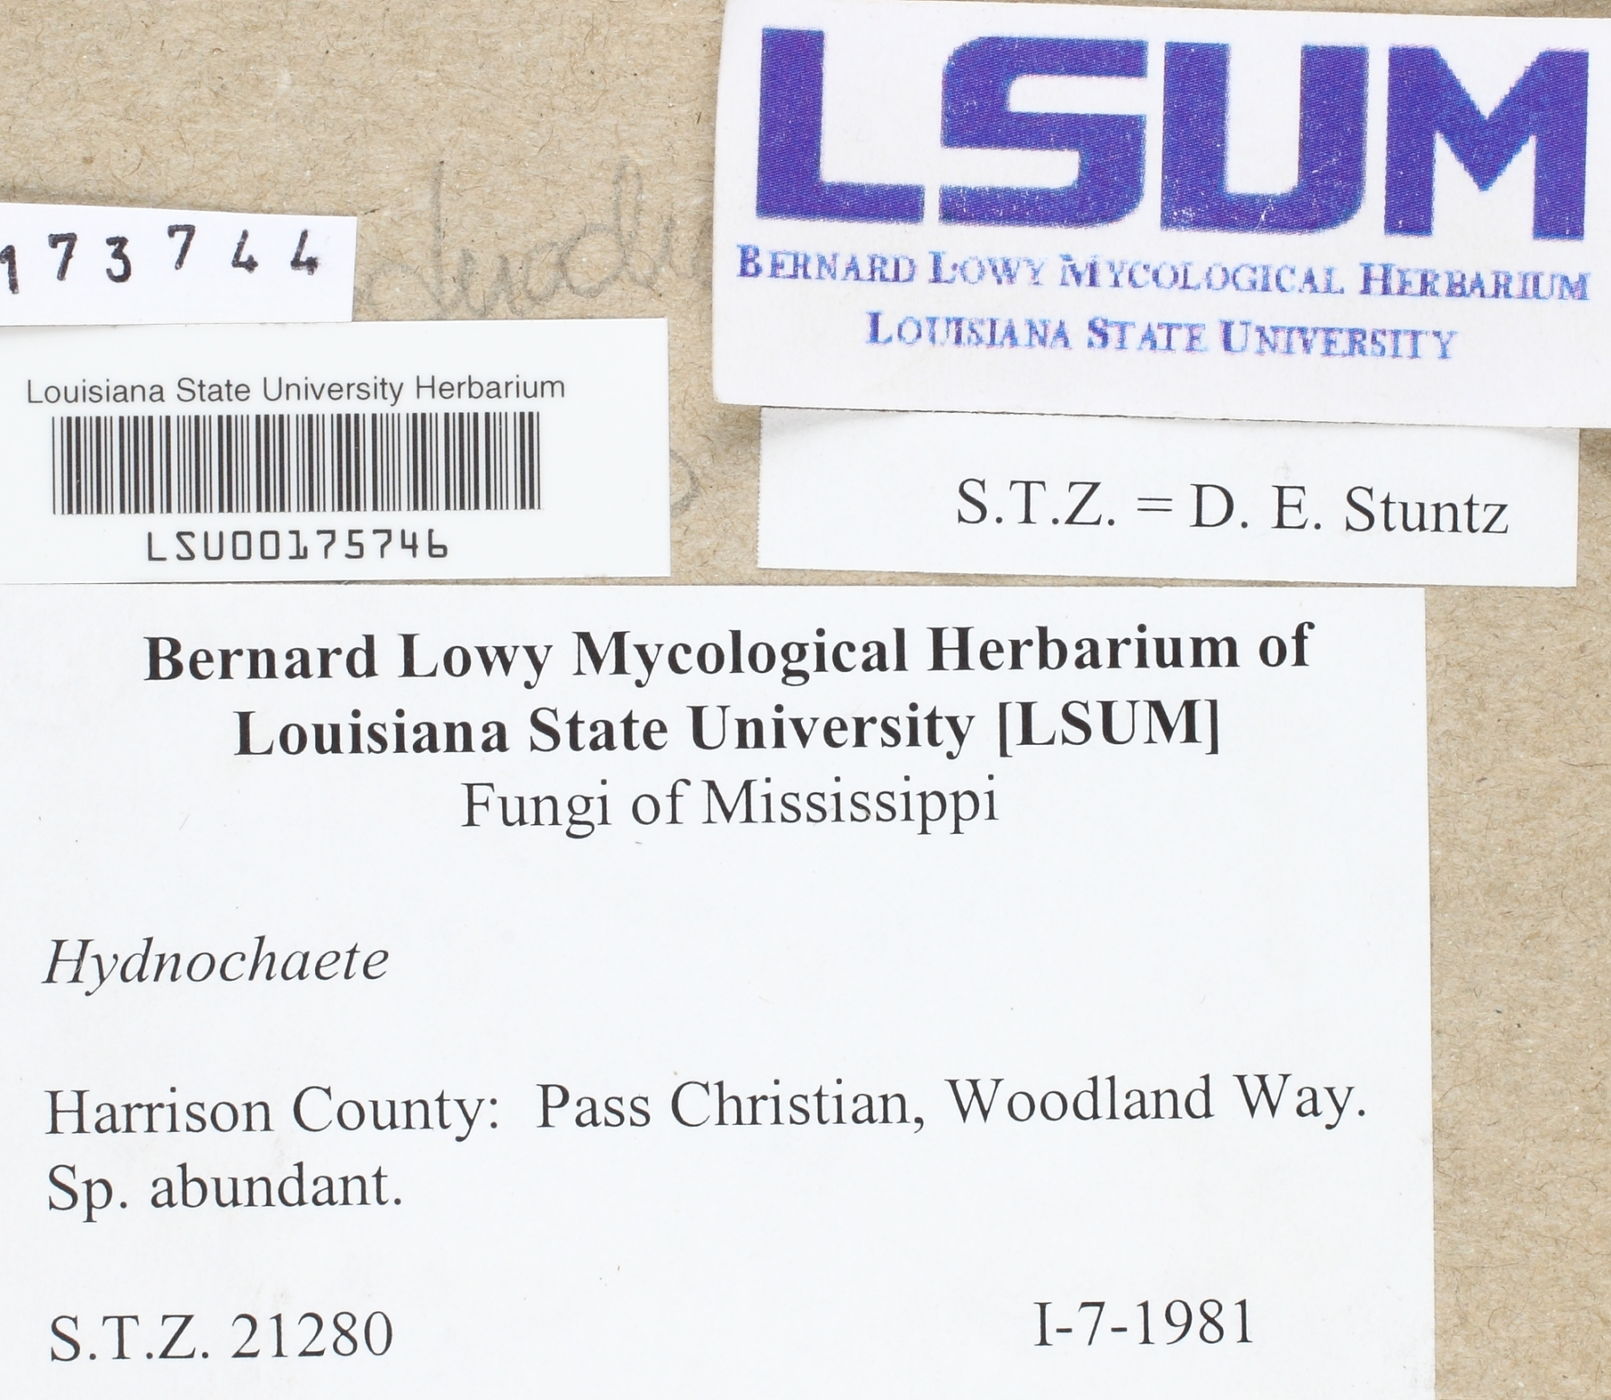 LSUM
BERNARD LOWY MYCOLOGICAL HERBARIUM
LOUISIANA STATE UNIVERSITY
173744
Louisiana State University Herbarium
LSU00175746
S.T.Z. = D. E. Stuntz
Bernard Lowy Mycological Herbarium of
Louisiana State University [LSUM]
Fungi of Mississippi
Hydnochaete
Harrison County: Pass Christian, Woodland Way.
Sp. abundant.
S.T.Z. 21280
I-7-1981